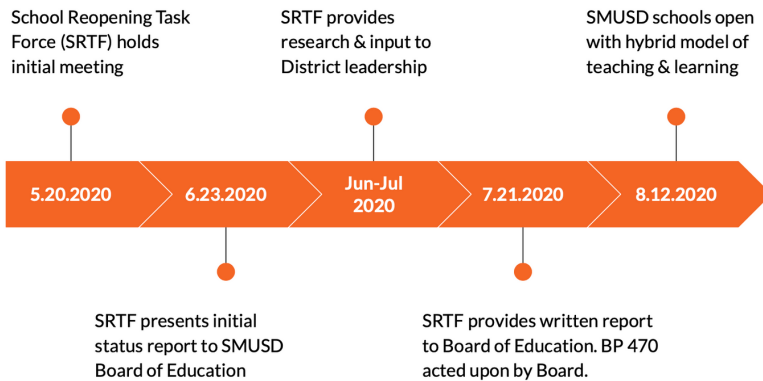 School Reopening Task
Force (SRTF) holds
initial meeting
SRTF provides
research & input to
District leadership
SMUSD schools open
with hybrid model of
teaching & learning
5.20.2020
6.23.2020
Jun-Jul
2020
7.21.2020
8.12.2020
SRTF presents initial
status report to SMUSD
Board of Education
SRTF provides written report
to Board of Education. BP 470
acted upon by Board.